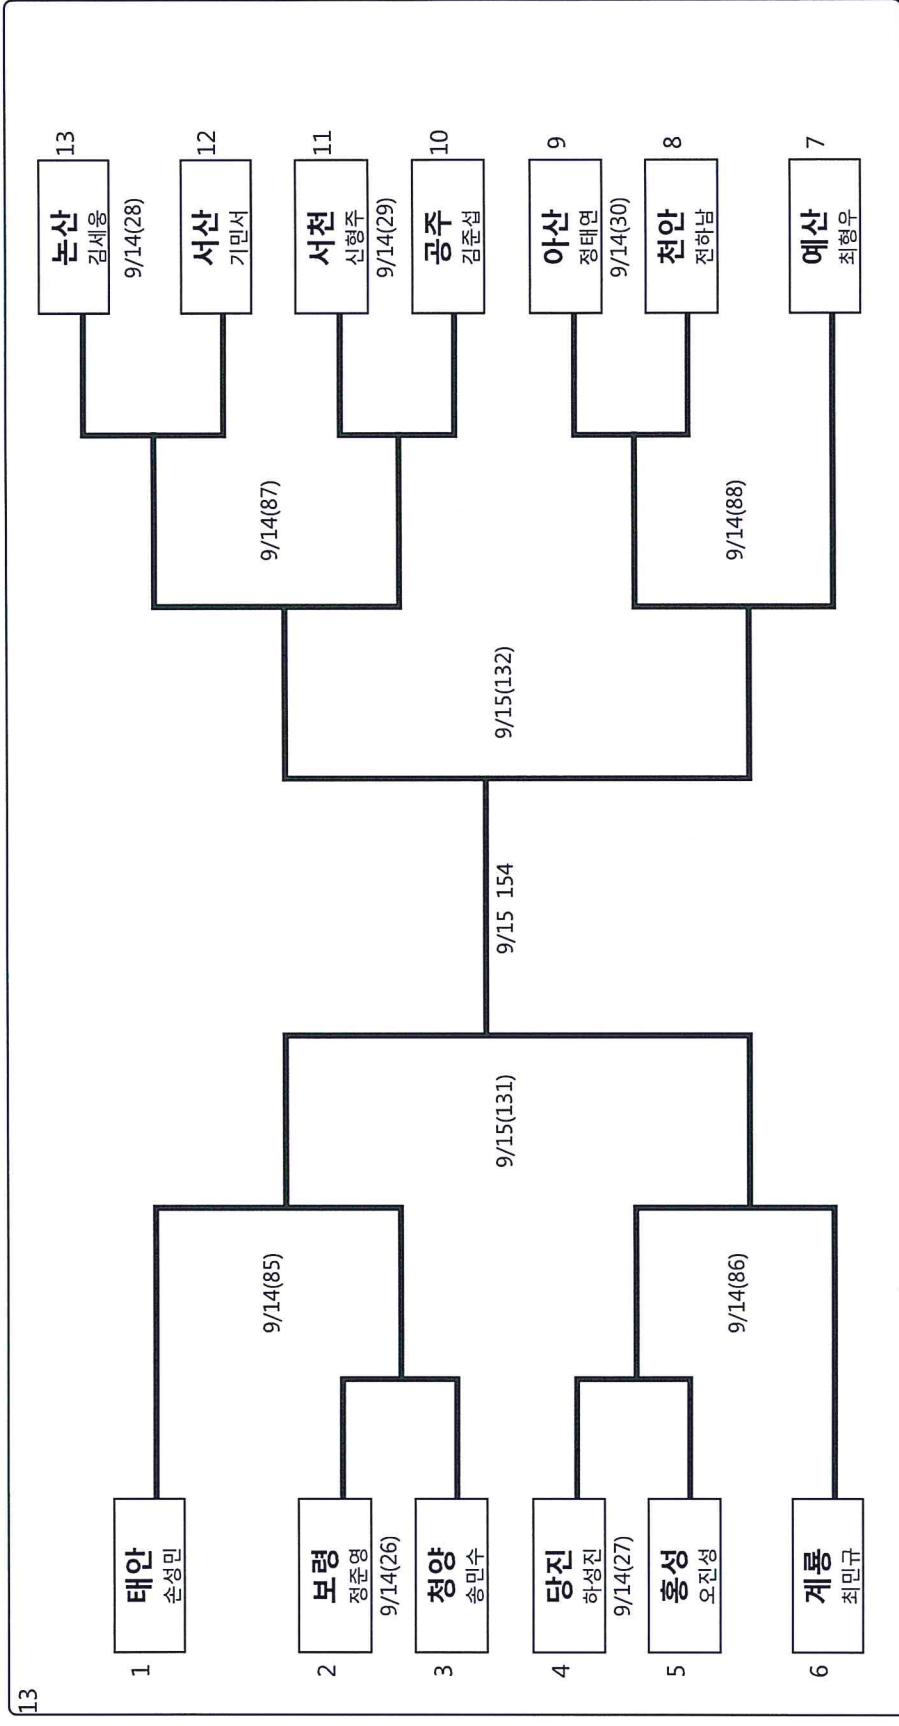 13
1
태안
손성민
9/14(85)
2
보령
정준영
9/14(26)
3
청양
송민수
9/15(131)
4
당진
하성진
9/14(27)
5
홍성
오진성
9/14(86)
6
계룡
최민규
9/15 154
13
논산
김세웅
9/14(28)
12
서산
기민서
9/14(87)
11
서천
신형주
9/14(29)
10
공주
김준섭
9/15(132)
9
아산
정태연
9/14(30)
8
천안
전하남
9/14(88)
7
예산
최형우